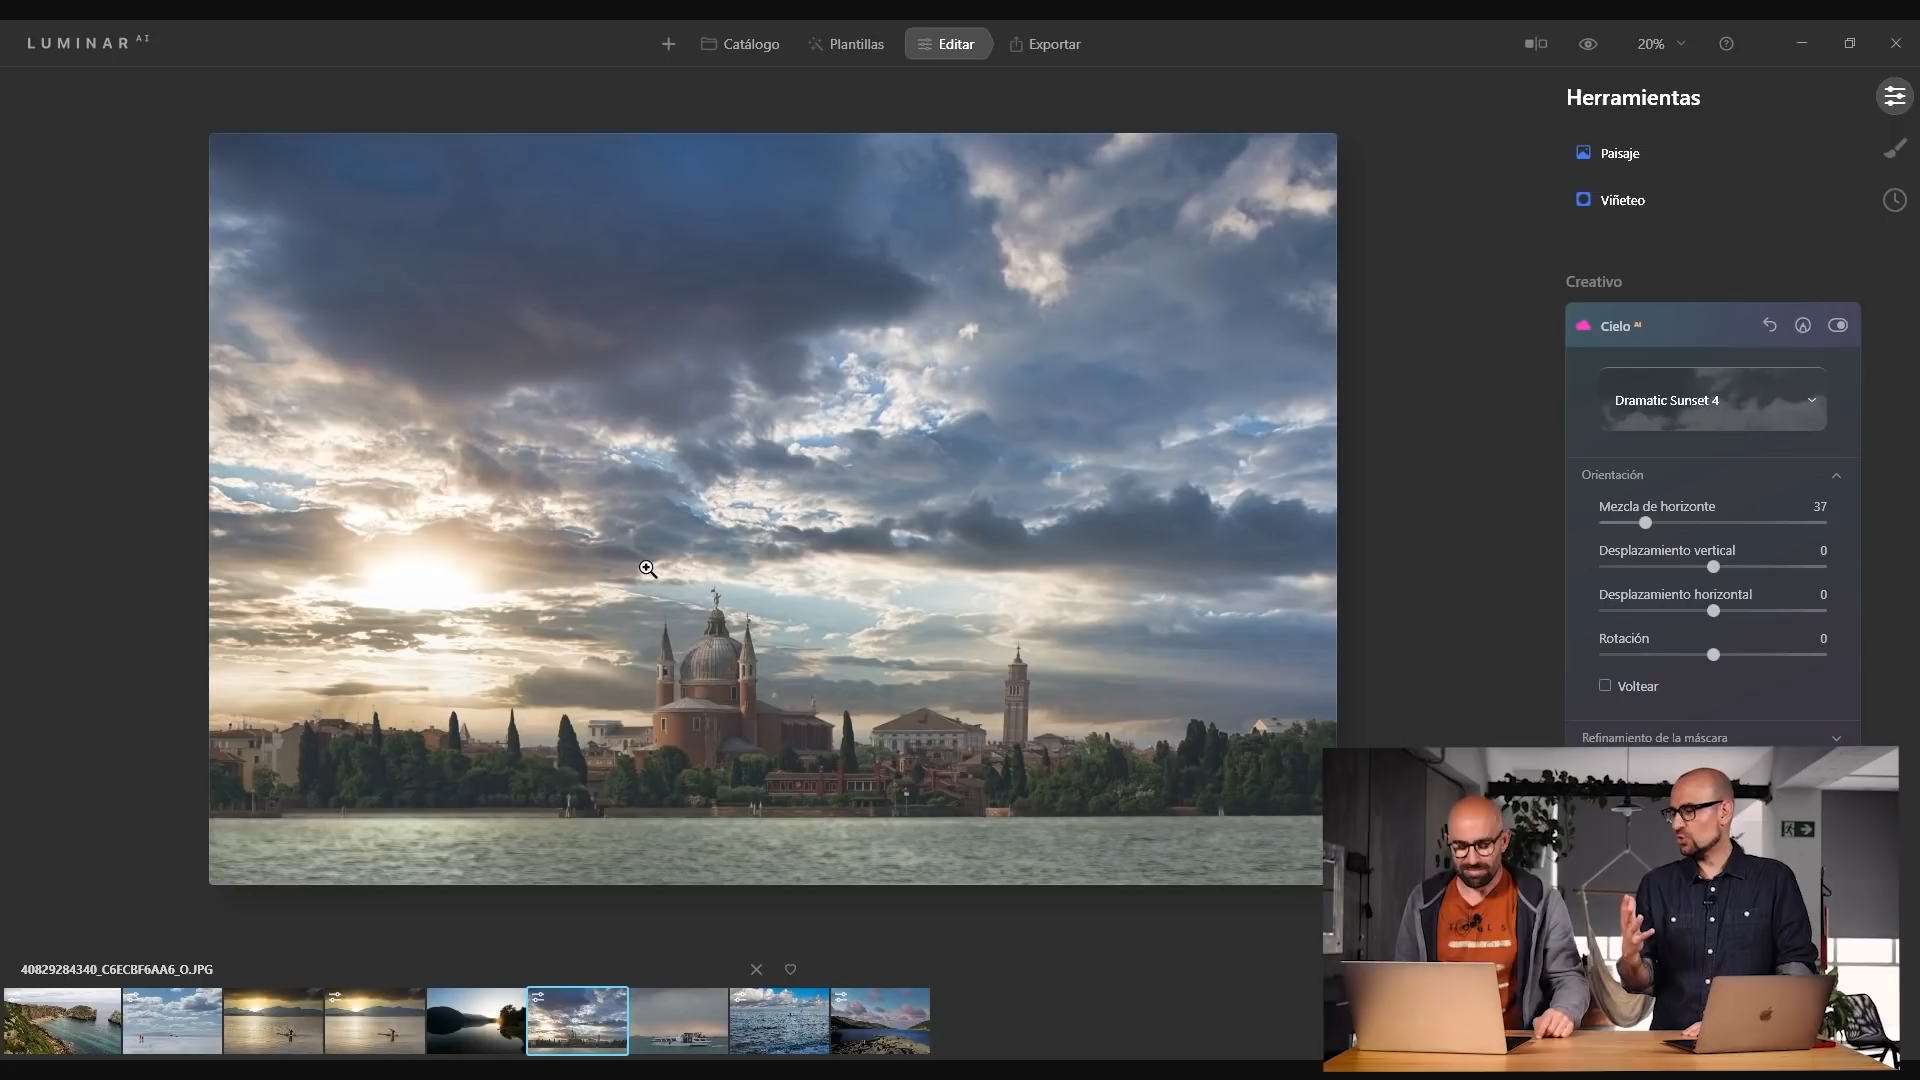 LUMINAR AI
Catálogo
Plantillas
Editar
Exportar
20%
Herramientas
Paisaje
Viñeteo
Creativo
Cielo AI
Dramatic Sunset 4
Orientación
Mezcla de horizonte 37
Desplazamiento vertical 0
Desplazamiento horizontal 0
Rotación 0
Voltear
Refinamiento de la máscara
40829284340_C6ECBF6AA6_O.JPG